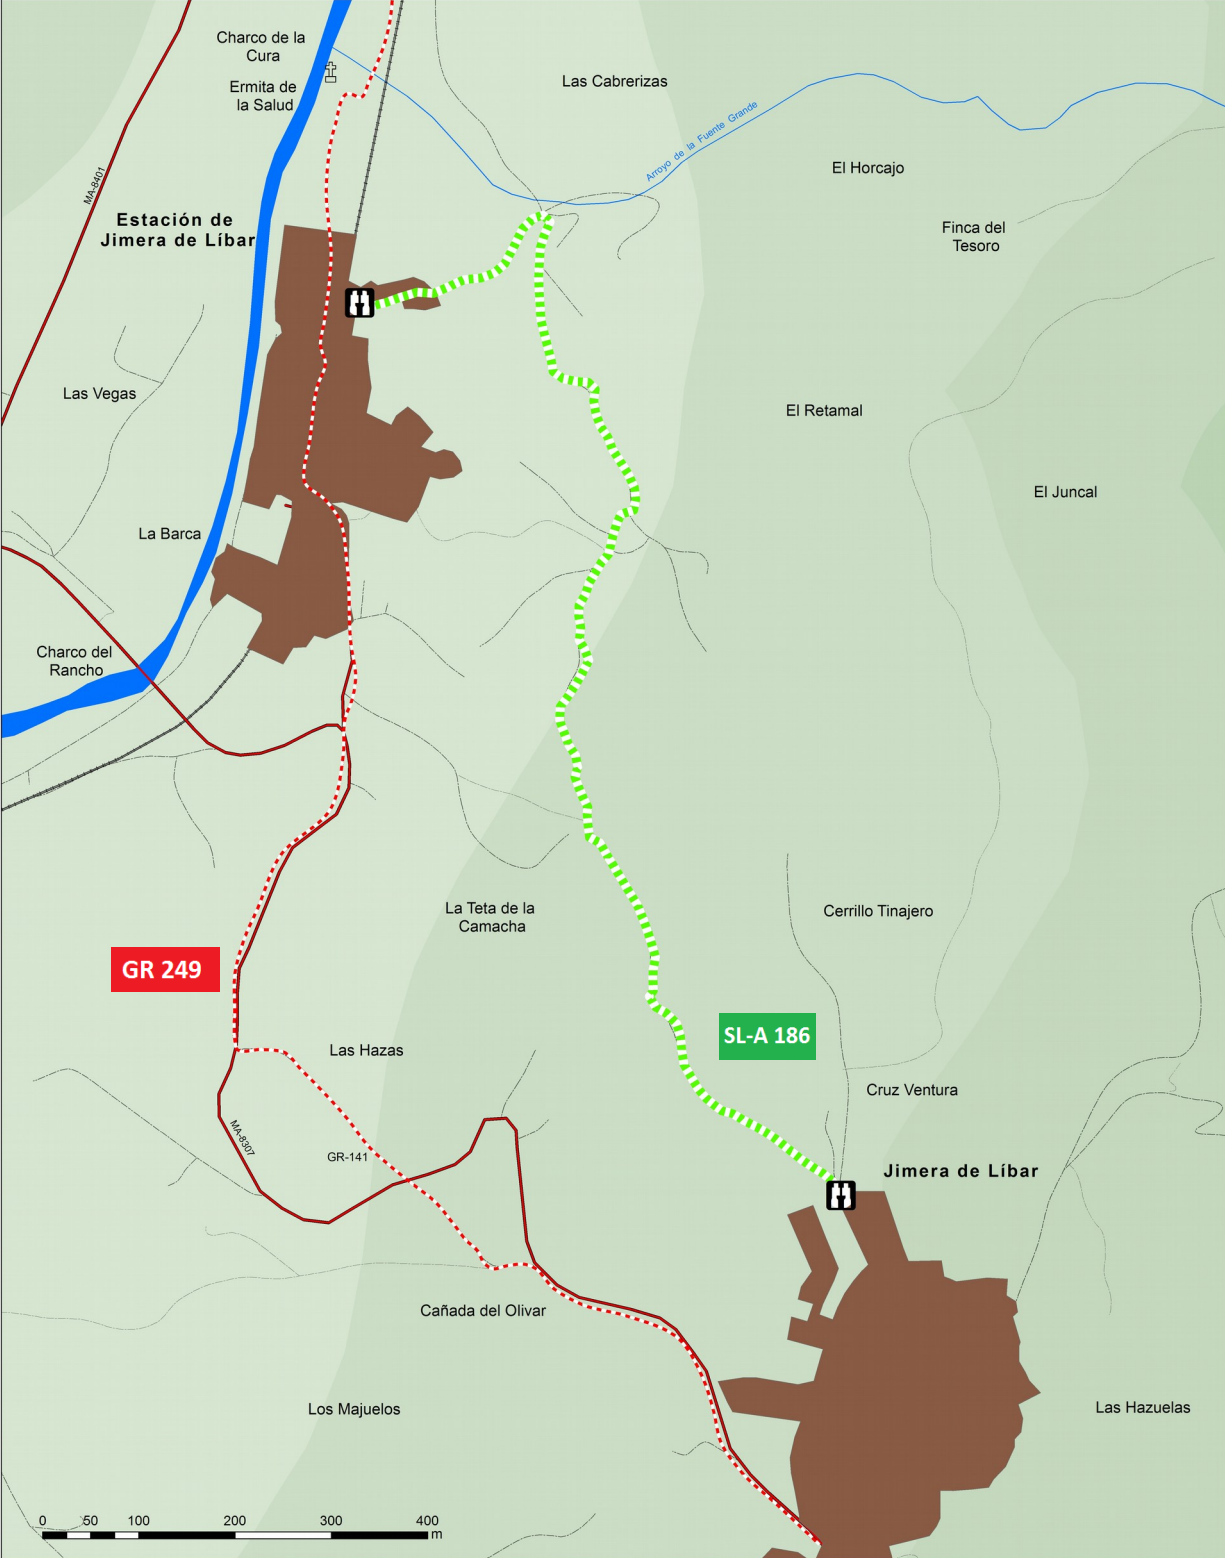 Charco de la
Cura
Ermita de
la Salud
Las Cabrerizas
Arroyo de la Fuente Grande
El Horcajo
MA-8401
Estación de
Jimera de Líbar
Finca del
Tesoro
Las Vegas
El Retamal
El Juncal
La Barca
Charco del
Rancho
La Teta de la
Camacha
Cerrillo Tinajero
GR 249
SL-A 186
Las Hazas
Cruz Ventura
MA-8307
GR-141
Jimera de Líbar
Cañada del Olivar
Los Majuelos
Las Hazuelas
0 50 100 200 300 400
m